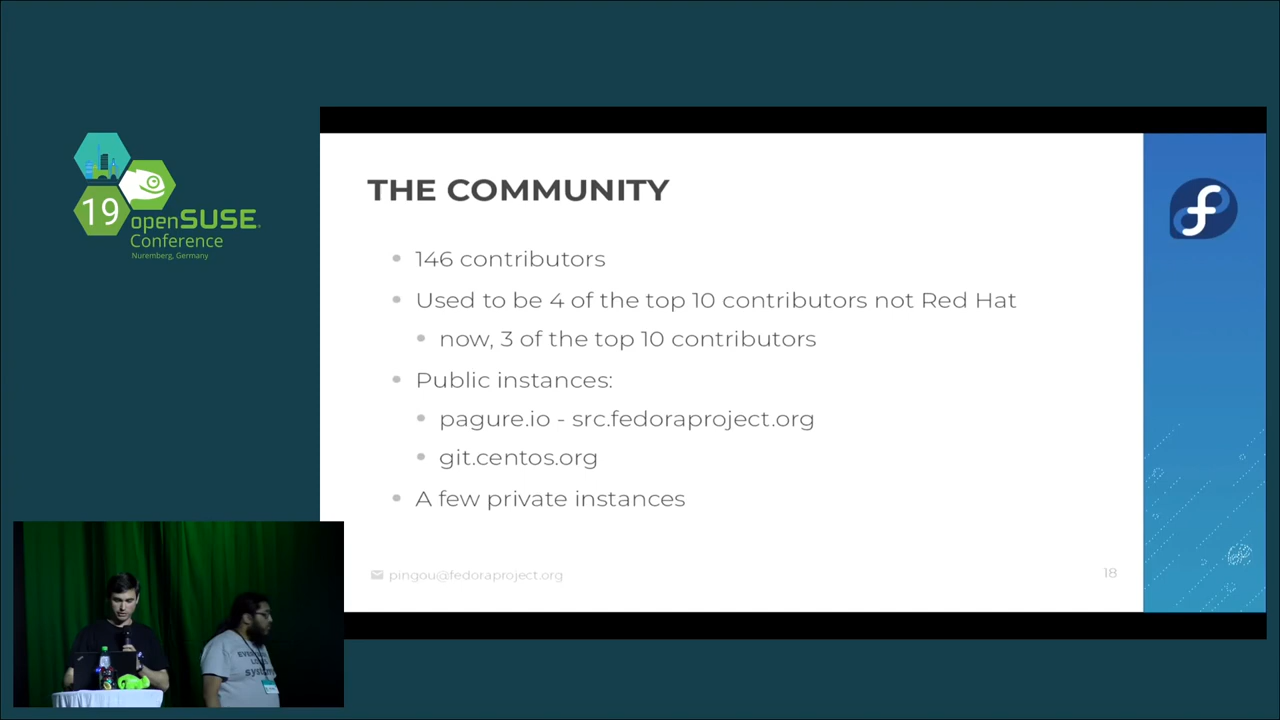 19
openSUSE
Conference
Nuremberg, Germany
THE COMMUNITY
146 contributors
Used to be 4 of the top 10 contributors not Red Hat
now, 3 of the top 10 contributors
Public instances:
pagure.io - src.fedoraproject.org
git.centos.org
A few private instances
pingou@fedoraproject.org
18